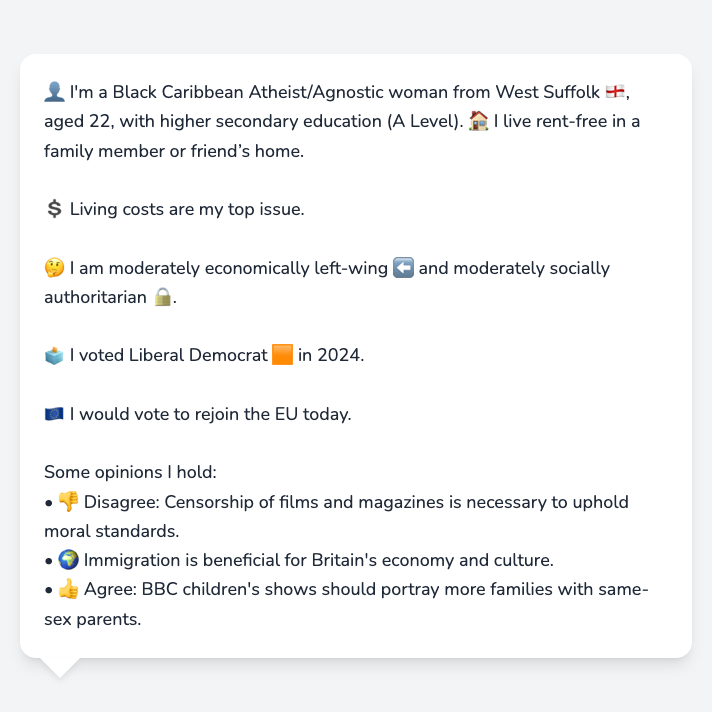 👤 I'm a Black Caribbean Atheist/Agnostic woman from West Suffolk 🏴󠁧󠁢󠁥󠁮󠁧󠁿,
aged 22, with higher secondary education (A Level). 🏠 I live rent-free in a
family member or friend’s home.
💲 Living costs are my top issue.
🤔 I am moderately economically left-wing ⬅️ and moderately socially
authoritarian 🔒.
🗳️ I voted Liberal Democrat 🟧 in 2024.
🇪🇺 I would vote to rejoin the EU today.
Some opinions I hold:
• 👎 Disagree: Censorship of films and magazines is necessary to uphold
moral standards.
• 🌍 Immigration is beneficial for Britain's economy and culture.
• 👍 Agree: BBC children's shows should portray more families with same-
sex parents.